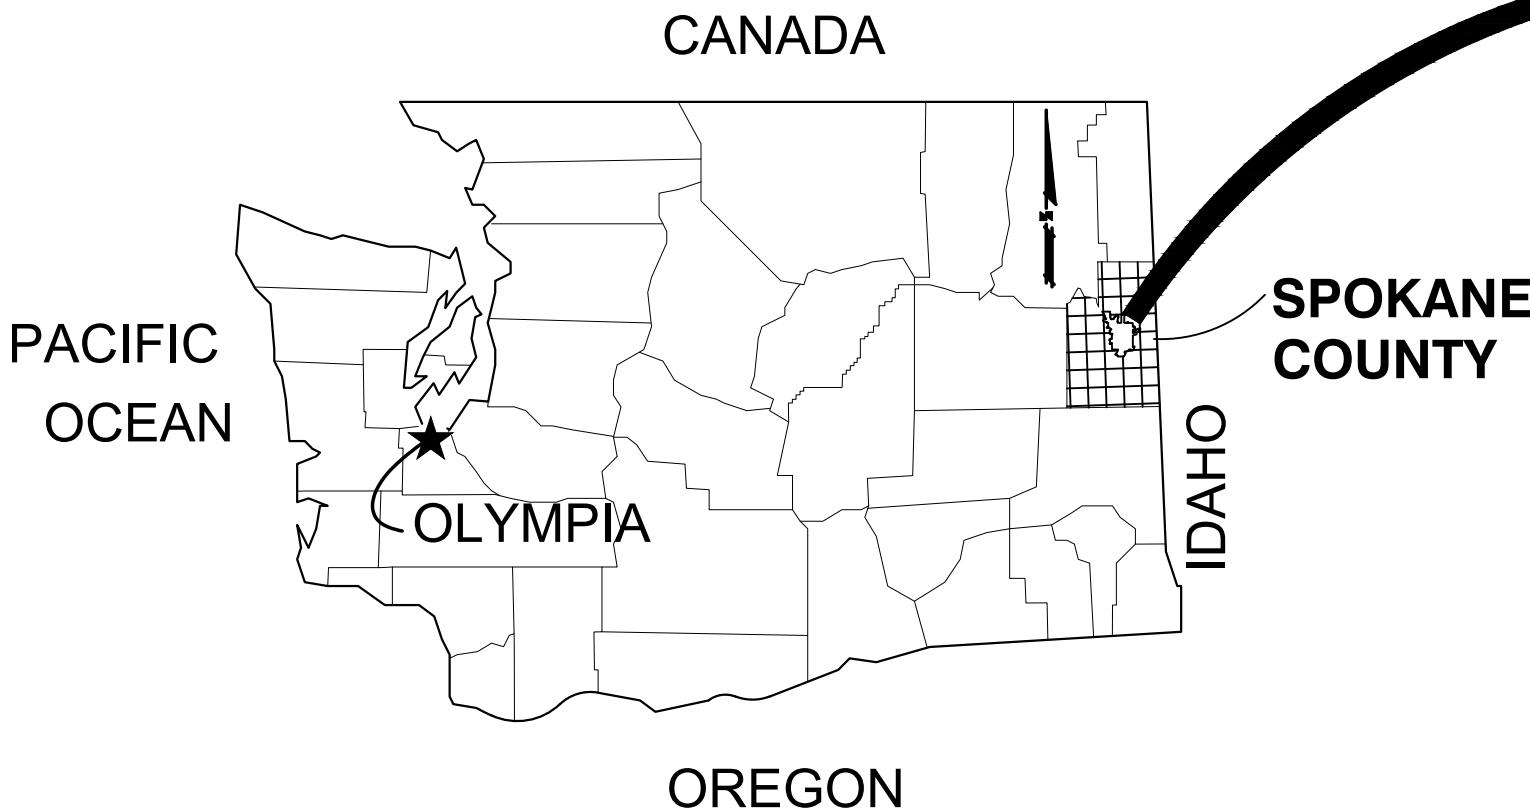 CANADA
SPOKANE
COUNTY
PACIFIC
OCEAN
IDAHO
OLYMPIA
OREGON